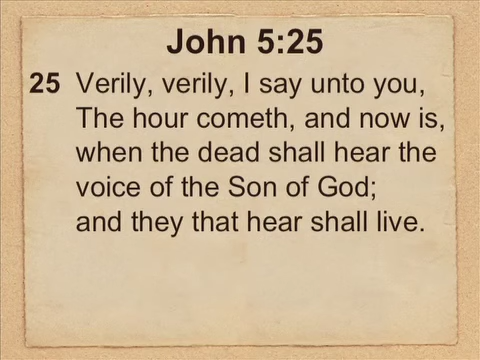 John 5:25
25 Verily, verily, I say unto you,
The hour cometh, and now is,
when the dead shall hear the
voice of the Son of God;
and they that hear shall live.